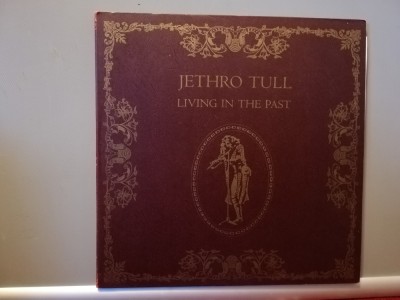 JETHRO TULL
LIVING IN THE PAST